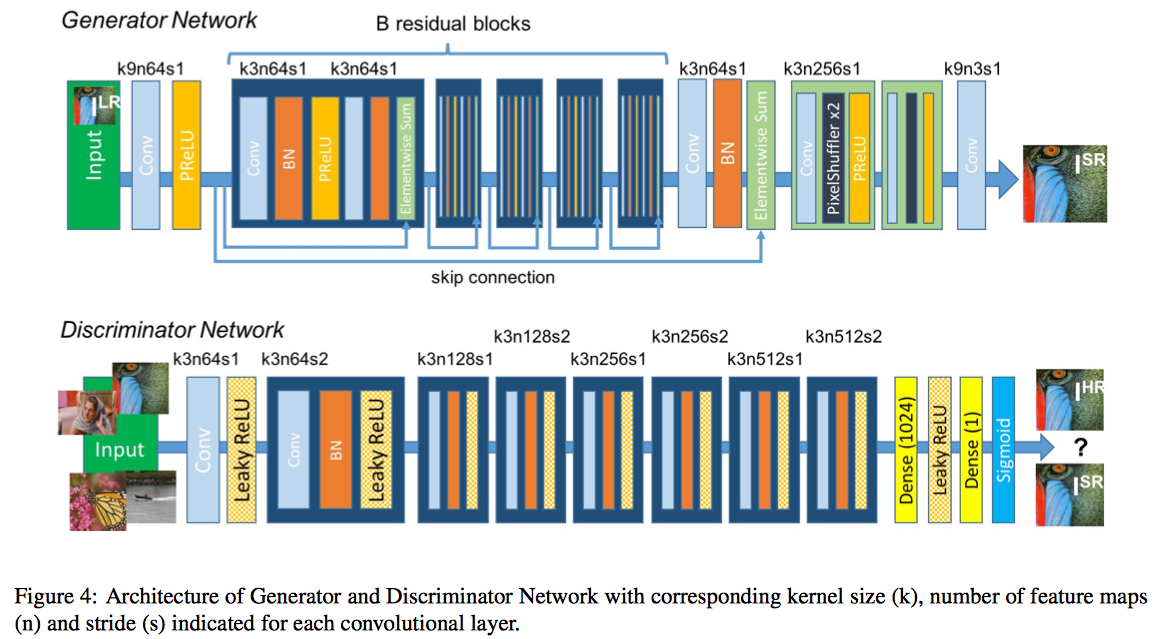 Generator Network
B residual blocks
k9n64s1
k3n64s1 k3n64s1
k3n64s1
k3n256s1
k9n3s1
I LR
Input
Conv
PReLU
Conv
BN
PReLU
Elementwise Sum
Conv
BN
Elementwise Sum
Conv
PixelShuffler x2
PReLU
Conv
I SR
skip connection
Discriminator Network
k3n64s1
k3n64s2
k3n128s1
k3n128s2
k3n256s1
k3n256s2
k3n512s1
k3n512s2
Input
Conv
Leaky ReLU
Conv
BN
Leaky ReLU
Dense (1024)
Leaky ReLU
Dense (1)
Sigmoid
I HR
?
I SR
Figure 4: Architecture of Generator and Discriminator Network with corresponding kernel size (k), number of feature maps
(n) and stride (s) indicated for each convolutional layer.